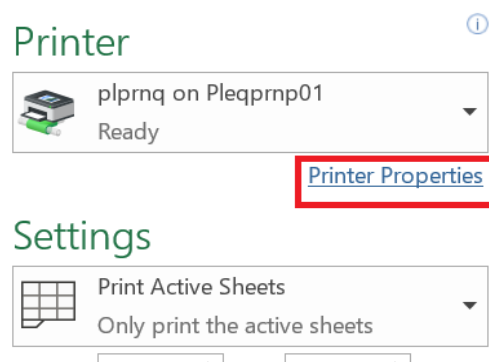 Printer
plprnq on Pleqprnp01
Ready
Printer Properties
Settings
Print Active Sheets
Only print the active sheets